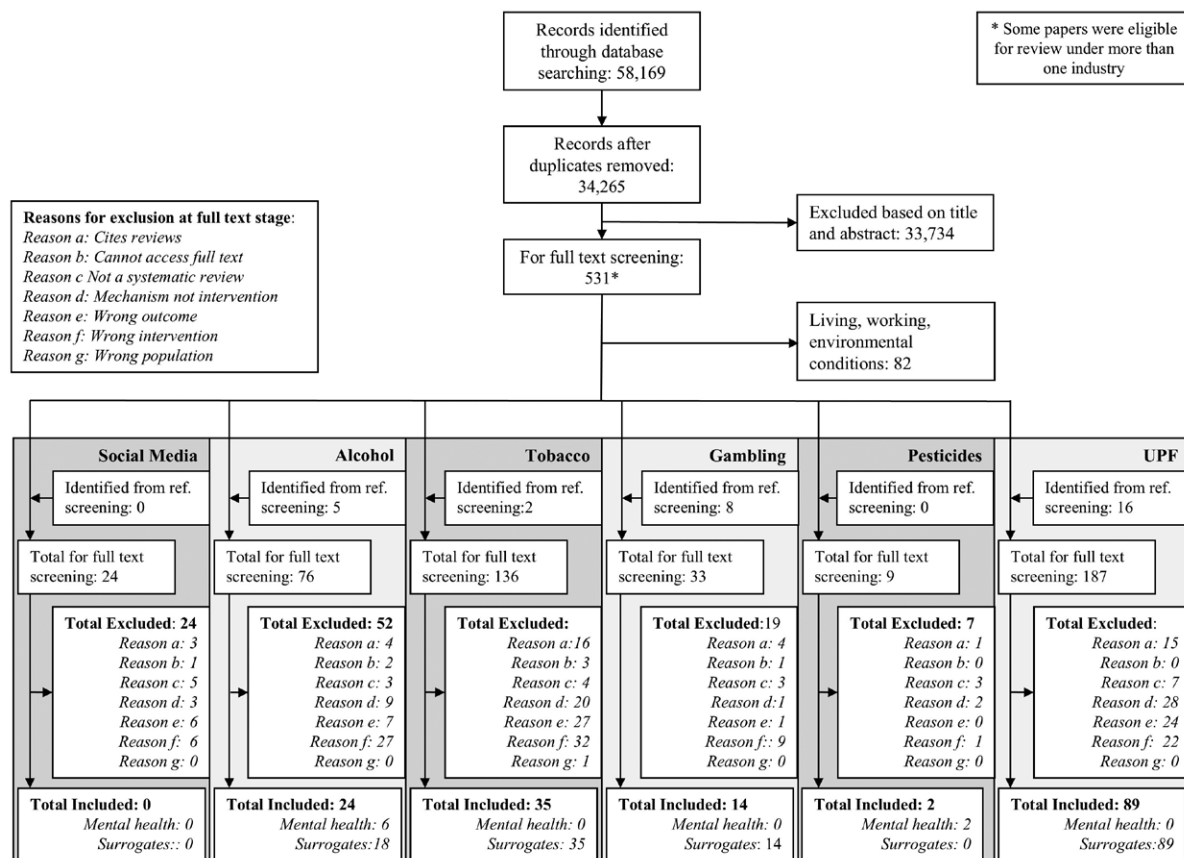 Records identified
through database
searching: 58,169
* Some papers were eligible
for review under more than
one industry
Records after
duplicates removed:
34,265
Reasons for exclusion at full text stage:
Reason a: Cites reviews
Reason b: Cannot access full text
Reason c Not a systematic review
Reason d: Mechanism not intervention
Reason e: Wrong outcome
Reason f: Wrong intervention
Reason g: Wrong population
Excluded based on title
and abstract: 33,734
For full text screening:
531*
Living, working,
environmental
conditions: 82
Social Media
Identified from ref.
screening: 0
Total for full text
screening: 24
Total Excluded: 24
Reason a: 3
Reason b: 1
Reason c: 5
Reason d: 3
Reason e: 6
Reason f: 6
Reason g: 0
Total Included: 0
Mental health: 0
Surrogates:: 0
Alcohol
Identified from ref.
screening: 5
Total for full text
screening: 76
Total Excluded: 52
Reason a: 4
Reason b: 2
Reason c: 3
Reason d: 9
Reason e: 7
Reason f: 27
Reason g: 0
Total Included: 24
Mental health: 6
Surrogates:18
Tobacco
Identified from ref.
screening:2
Total for full text
screening: 136
Total Excluded:
Reason a:16
Reason b: 3
Reason c: 4
Reason d: 20
Reason e: 27
Reason f: 32
Reason g: 1
Total Included: 35
Mental health: 0
Surrogates: 35
Gambling
Identified from ref.
screening: 8
Total for full text
screening: 33
Total Excluded:19
Reason a: 4
Reason b: 1
Reason c: 3
Reason d:1
Reason e: 1
Reason f:: 9
Reason g: 0
Total Included: 14
Mental health: 0
Surrogates: 14
Pesticides
Identified from ref.
screening: 0
Total for full text
screening: 9
Total Excluded: 7
Reason a: 1
Reason b: 0
Reason c: 3
Reason d: 2
Reason e: 0
Reason f: 1
Reason g: 0
Total Included: 2
Mental health: 2
Surrogates: 0
UPF
Identified from ref.
screening: 16
Total for full text
screening: 187
Total Excluded:
Reason a: 15
Reason b: 0
Reason c: 7
Reason d: 28
Reason e: 24
Reason f: 22
Reason g: 0
Total Included: 89
Mental health: 0
Surrogates:89